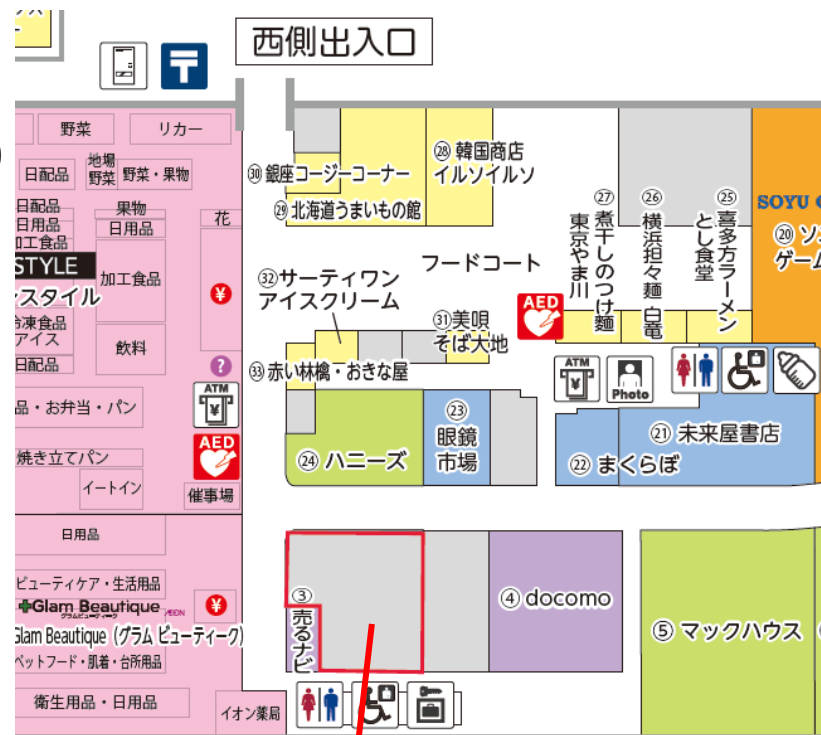 西側出入口
野菜
リカー
日配品
地場
野菜
野菜・果物
日配品
日用品
加工食品
果物
日用品
花
STYLE
スタイル
加工食品
冷凍食品
アイス
日配品
飲料
品・お弁当・パン
焼き立てパン
イートイン
催事場
ATM
¥
AED
¥
?
㉚銀座コージーコーナー
㉙北海道うまいもの館
㉘韓国商店
イルソイルソ
㉗煮干しのつけ麺
東京やま川
㉖横浜担々麺 白竜
㉕喜多方ラーメン
とし食堂
SOYU
⑳ソ
ゲーム
㉜サーティワン
アイスクリーム
フードコート
㉛美唄
そば大地
AED
㉝赤い林檎・おきな屋
ATM
¥
Photo
㉔ハニーズ
㉓
眼鏡
市場
㉑未来屋書店
㉒まくらぼ
日用品
ビューティケア・生活用品
Glam Beautique
グラムビューティーク
ÆON
¥
Glam Beautique (グラム ビューティーク)
ペットフード・肌着・台所用品
衛生用品・日用品
イオン薬局
③売るナビ
④docomo
⑤マックハウス